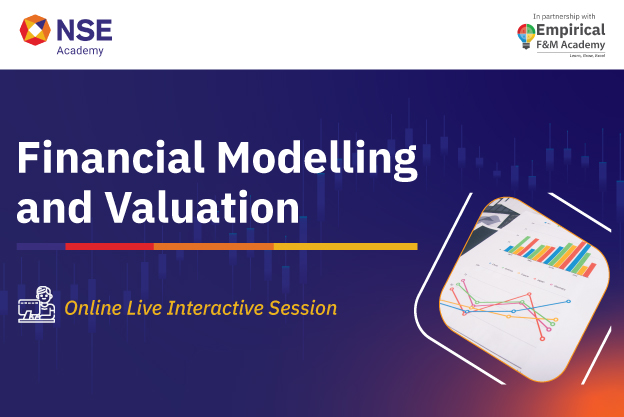 NSE
Academy
In partnership with
Empirical
F&M Academy
Learn, Grow, Excel
Financial Modelling
and Valuation
Online Live Interactive Session